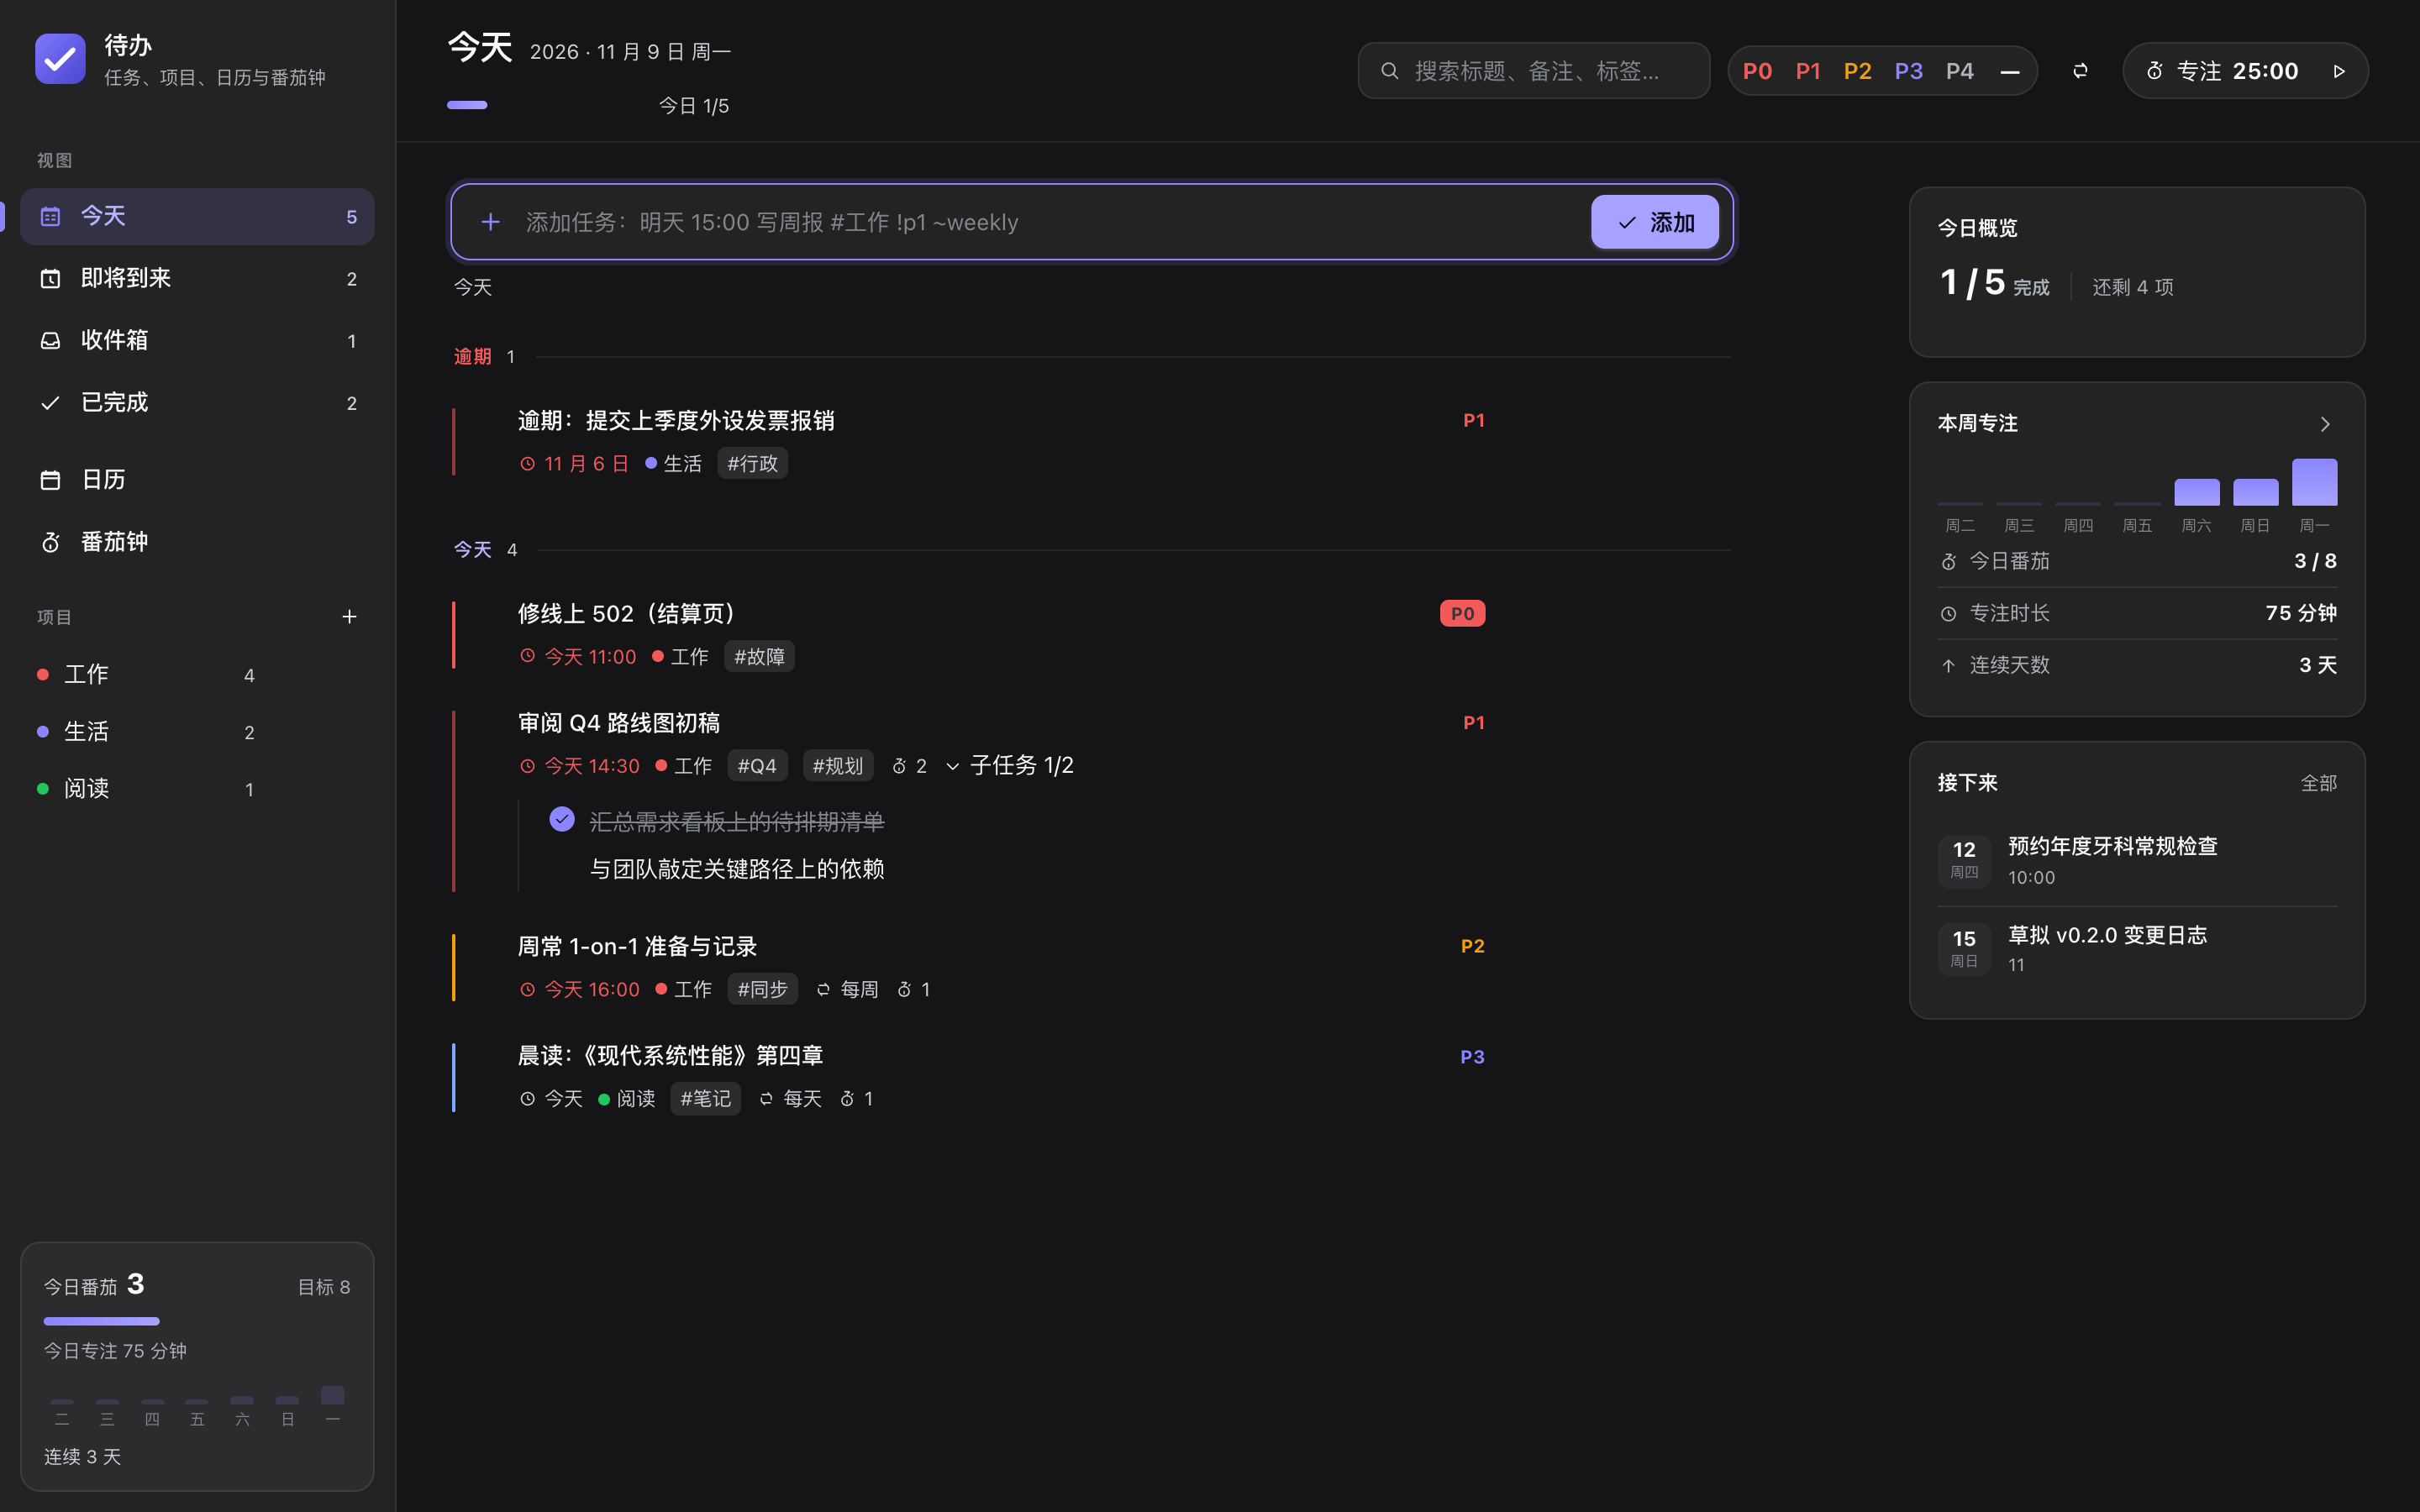 待办
任务、项目、日历与番茄钟
视图
今天 5
即将到来 2
收件箱 1
已完成 2
日历
番茄钟
项目
工作 4
生活 2
阅读 1
今日番茄 3 目标 8
今日专注 75 分钟
二 三 四 五 六 日 一
连续 3 天
今天 2026 · 11 月 9 日 周一
今日 1/5
搜索标题、备注、标签...
P0 P1 P2 P3 P4 —
专注 25:00
添加任务：明天 15:00 写周报 #工作 !p1 ~weekly
添加
今天
逾期 1
逾期：提交上季度外设发票报销 P1
11 月 6 日 生活 #行政
今天 4
修线上 502（结算页） P0
今天 11:00 工作 #故障
审阅 Q4 路线图初稿 P1
今天 14:30 工作 #Q4 #规划 2 子任务 1/2
汇总需求看板上的待排期清单
与团队敲定关键路径上的依赖
周常 1-on-1 准备与记录 P2
今天 16:00 工作 #同步 每周 1
晨读：《现代系统性能》第四章 P3
今天 阅读 #笔记 每天 1
今日概览
1 / 5 完成 还剩 4 项
本周专注
周二 周三 周四 周五 周六 周日 周一
今日番茄 3 / 8
专注时长 75 分钟
连续天数 3 天
接下来 全部
12 预约年度牙科常规检查
周四 10:00
15 草拟 v0.2.0 变更日志
周日 11